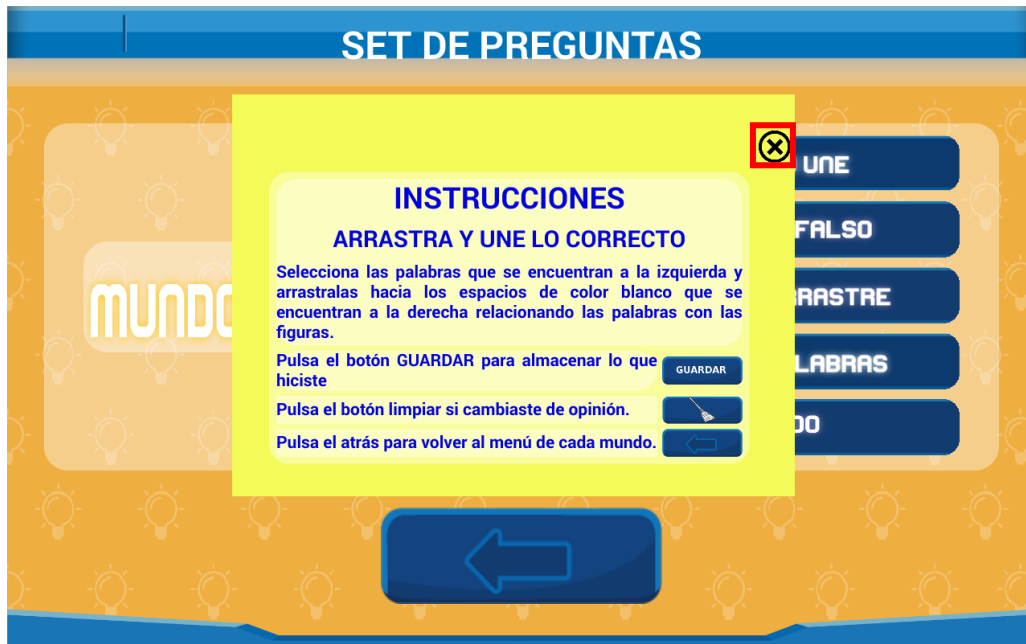 SET DE PREGUNTAS
INSTRUCCIONES
ARRASTRA Y UNE LO CORRECTO
Selecciona las palabras que se encuentran a la izquierda y
arrastralas hacia los espacios de color blanco que se
encuentran a la derecha relacionando las palabras con las
figuras.
Pulsa el botón GUARDAR para almacenar lo que
hiciste
GUARDAR
Pulsa el botón limpiar si cambiaste de opinión.
Pulsa el atrás para volver al menú de cada mundo.
MUNDO
UNE
FALSO
RRASTRE
LABRAS
DO